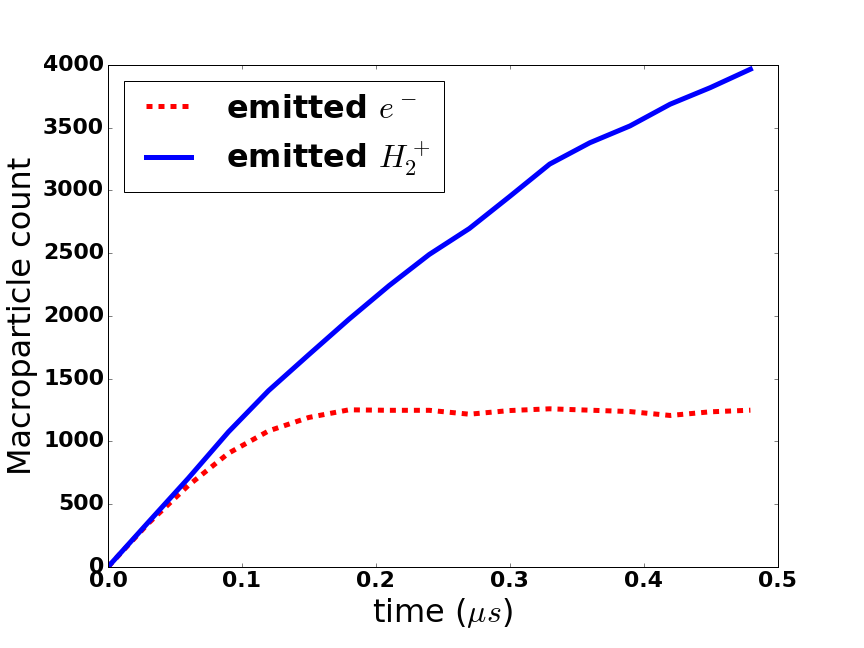 4000
3500
3000
2500
2000
1500
1000
500
0
Macroparticle count
emitted e⁻
emitted H₂⁺
0.0 0.1 0.2 0.3 0.4 0.5
time (μs)